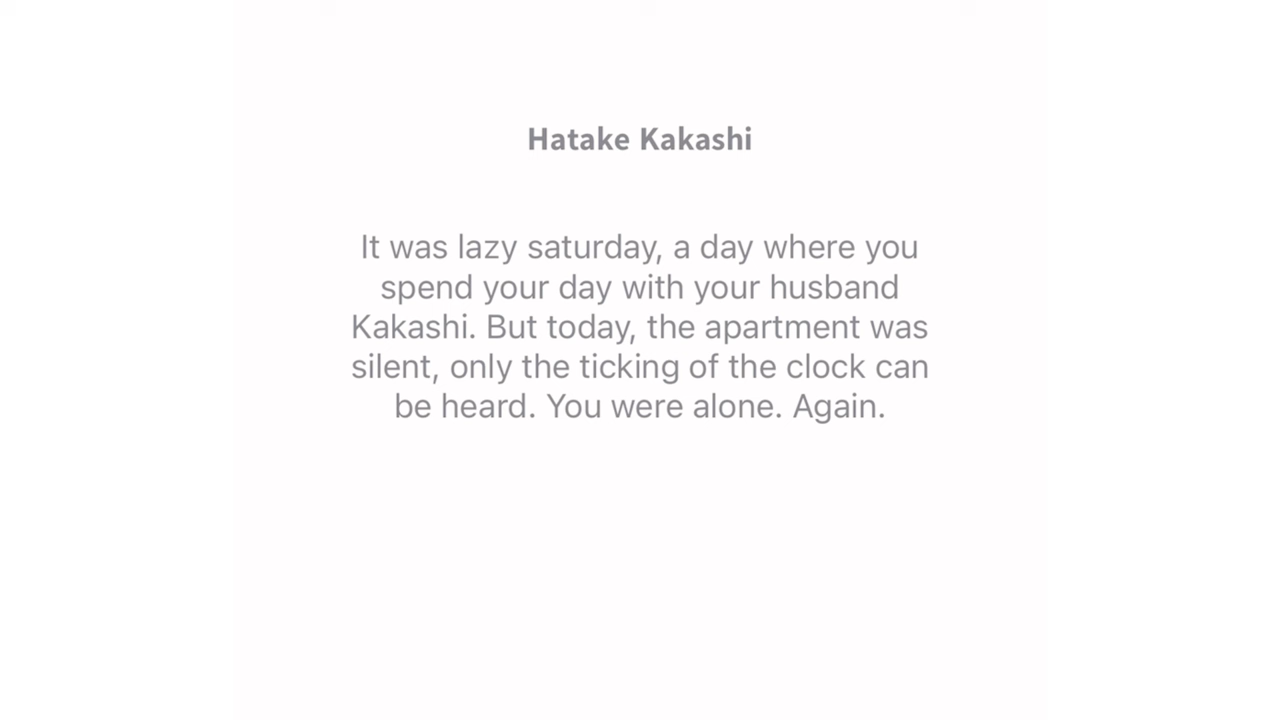 Hatake Kakashi
It was lazy saturday, a day where you
spend your day with your husband
Kakashi. But today, the apartment was
silent, only the ticking of the clock can
be heard. You were alone. Again.